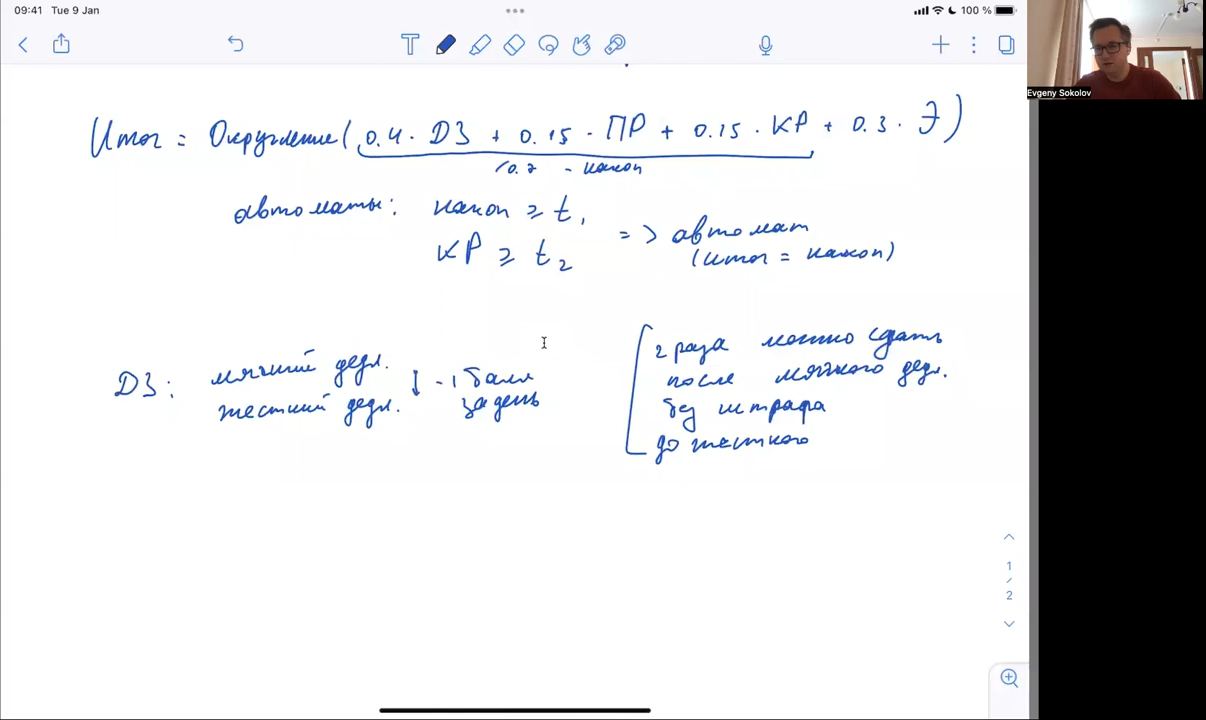 09:41 Tue 9 Jan
100 %
Evgeny Sokolov
Итог = Округление(0.4 · ДЗ + 0.15 · ПР + 0.15 · КР + 0.3 · Э)
/0.7 - накоп
автоматы: накоп ≥ t₁
КР ≥ t₂
=> автомат
(итог = накоп)
ДЗ: мягкий дедл.
жесткий дедл.
↓ -1 балл
за день
2 раза можно сдать
после мягкого дедл.
без штрафа
до жесткого
1
/
2